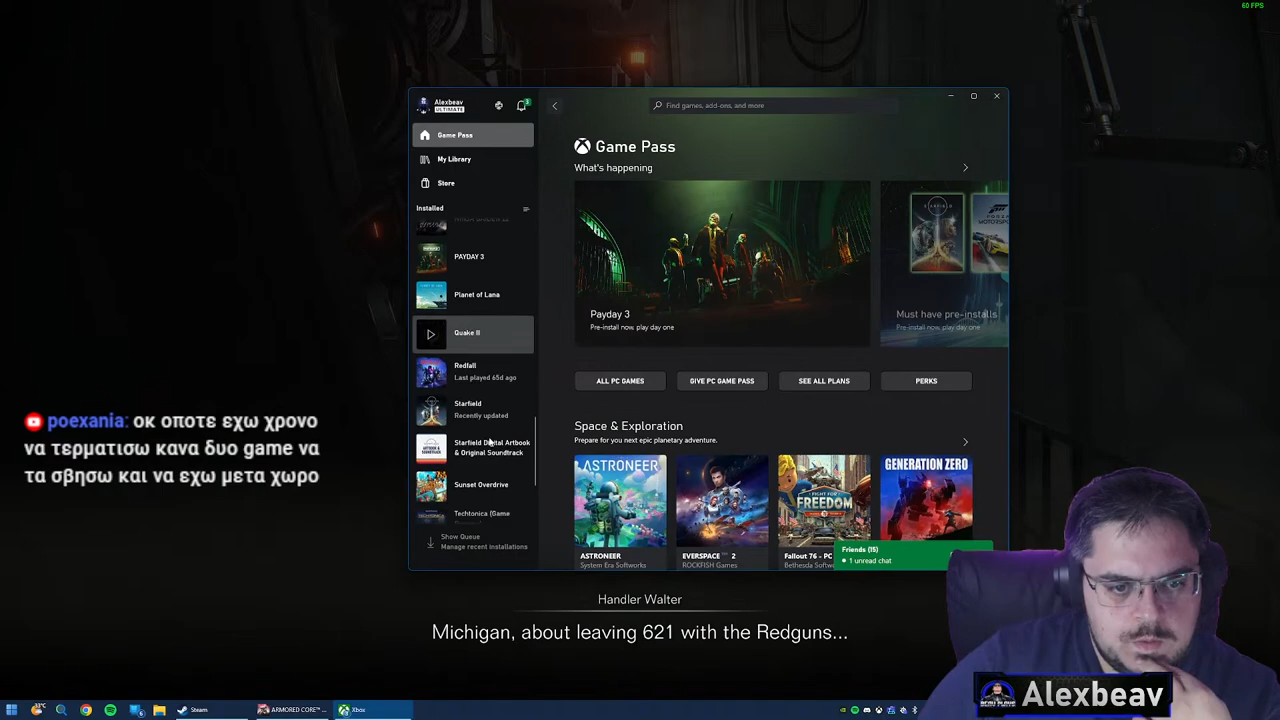 60 FPS
Alexbeav
ULTIMATE
Find games, add-ons, and more
Game Pass
My Library
Store
Installed
PAYDAY 3
Planet of Lana
Quake II
Redfall
Last played 65d ago
Starfield
Recently updated
Starfield Digital Artbook
& Original Soundtrack
Sunset Overdrive
Techtonica (Game
Show Queue
Manage recent installations
Game Pass
What's happening
Payday 3
Pre-install now, play day one
Must have pre-installs
Pre-install now, play day one
ALL PC GAMES
GIVE PC GAME PASS
SEE ALL PLANS
PERKS
Space & Exploration
Prepare for you next epic planetary adventure.
ASTRONEER
FIGHT FOR
FREEDOM
GENERATION ZERO
ASTRONEER
System Era Softworks
EVERSPACE™ 2
ROCKFISH Games
Fallout 76 - PC
Bethesda Softw
Friends (15)
1 unread chat
poexania: οκ οποτε εχω χρονο
να τερματισω κανα δυο game να
τα σβησω και να εχω μετα χωρο
Handler Walter
Michigan, about leaving 621 with the Redguns...
Alexbeav
Steam
ARMORED CORE™...
Xbox